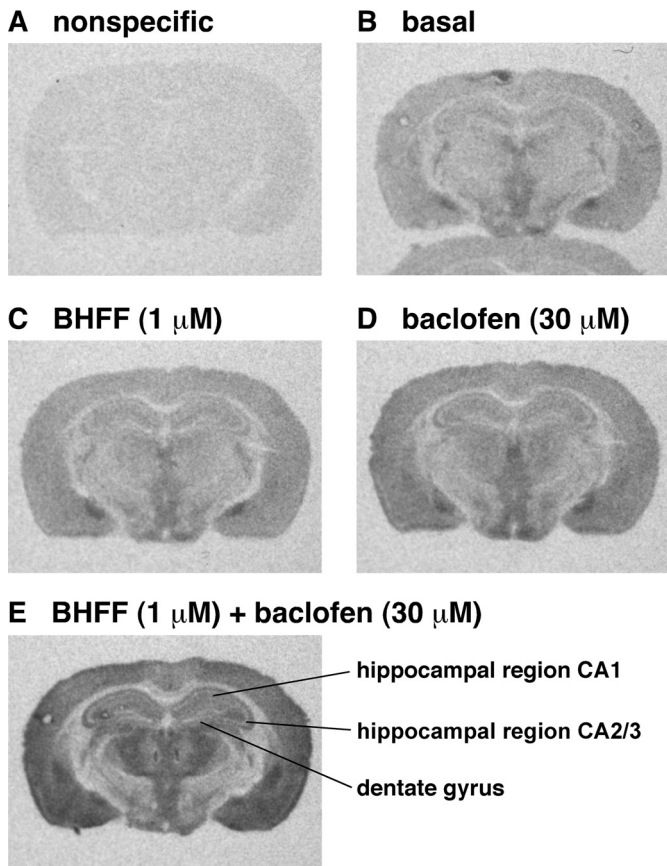 A nonspecific
B basal
C BHFF (1 μM)
D baclofen (30 μM)
E BHFF (1 μM) + baclofen (30 μM)
hippocampal region CA1
hippocampal region CA2/3
dentate gyrus